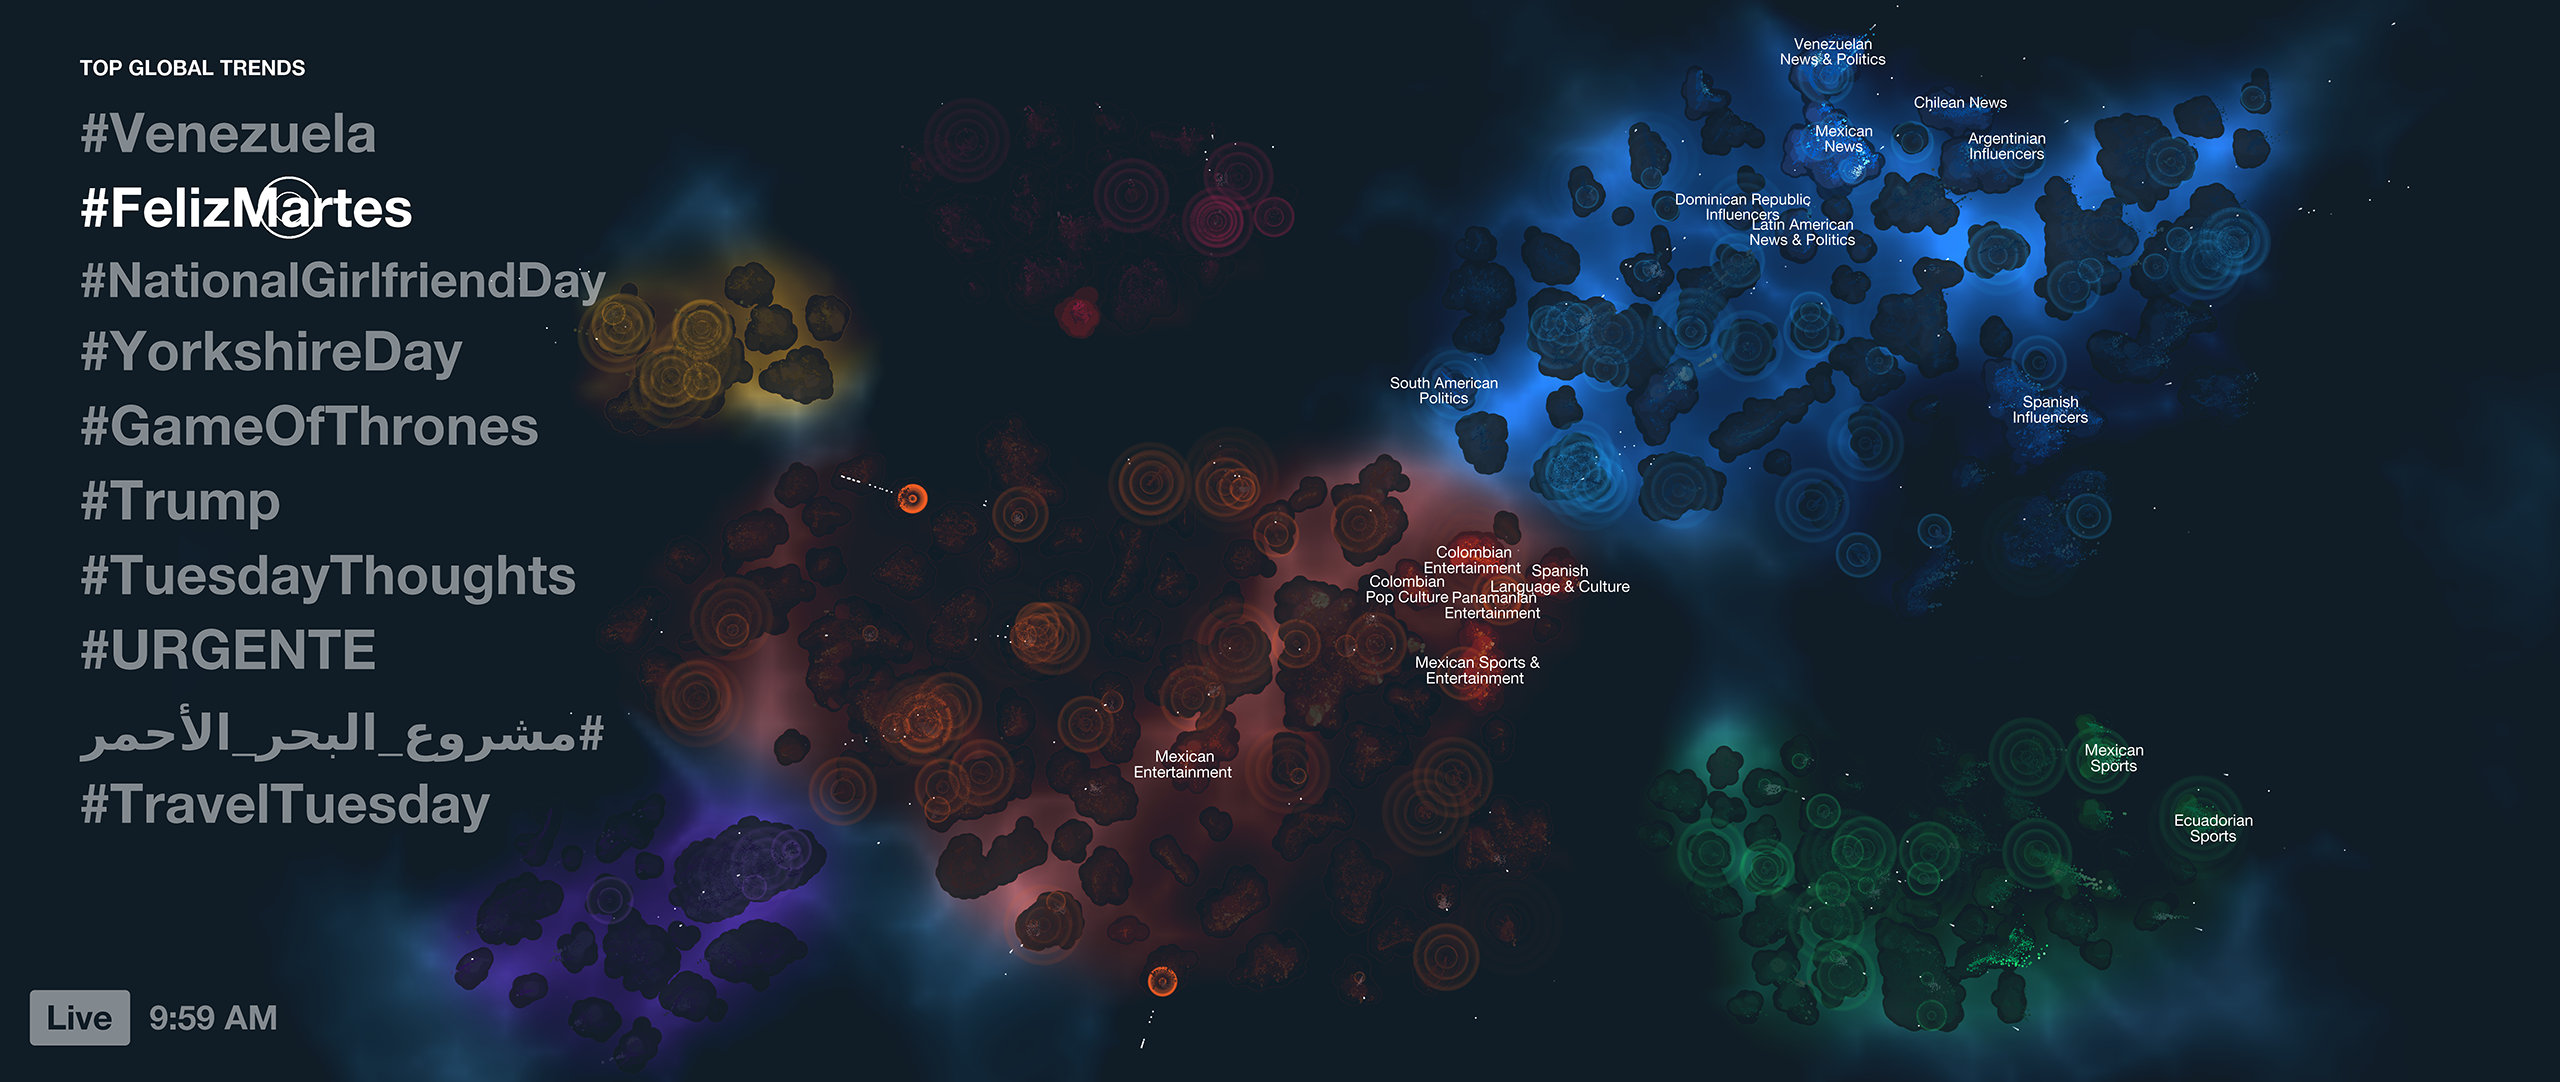 TOP GLOBAL TRENDS
#Venezuela
#FelizMartes
#NationalGirlfriendDay
#YorkshireDay
#GameOfThrones
#Trump
#TuesdayThoughts
#URGENTE
#مشروع_البحر_الأحمر
#TravelTuesday
Live 9:59 AM
Venezuelan
News & Politics
Chilean News
Mexican
News
Argentinian
Influencers
Dominican Republic
Influencers
Latin American
News & Politics
South American
Politics
Spanish
Influencers
Colombian
Entertainment
Spanish
Language & Culture
Colombian
Pop Culture
Panamanian
Entertainment
Mexican Sports &
Entertainment
Mexican
Entertainment
Mexican
Sports
Ecuadorian
Sports